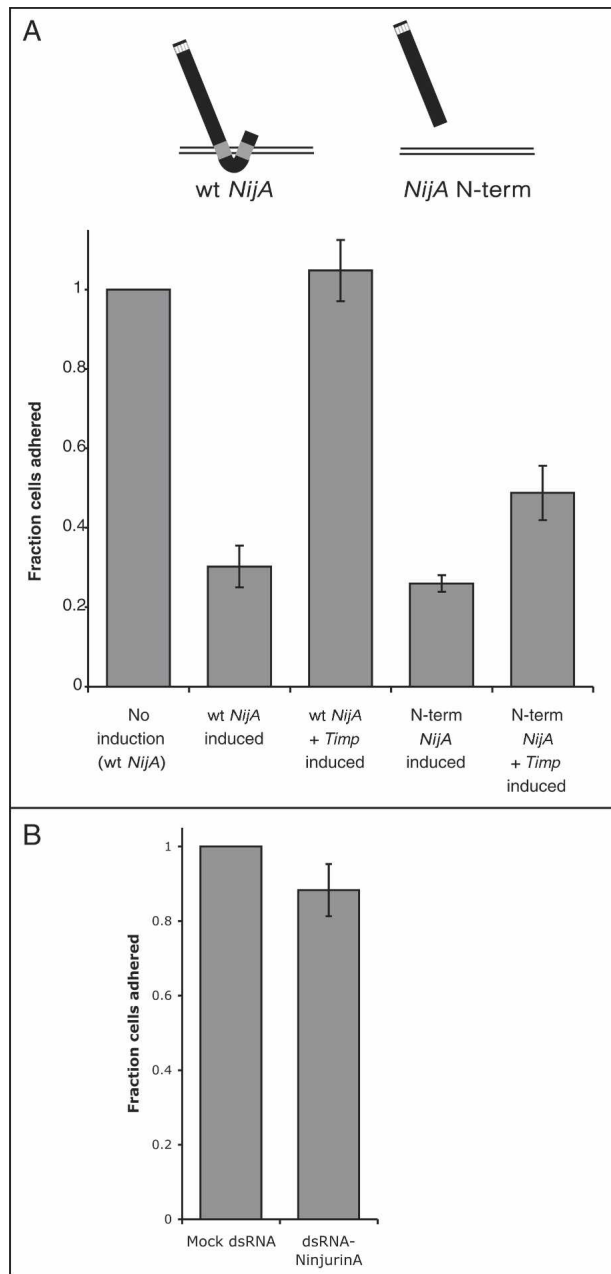 A
wt NijA
NijA N-term
Fraction cells adhered
1
0.8
0.6
0.4
0.2
0
No
induction
(wt NijA)
wt NijA
induced
wt NijA
+ Timp
induced
N-term
NijA
induced
N-term
NijA
+ Timp
induced
B
Fraction cells adhered
1
0.8
0.6
0.4
0.2
0
Mock dsRNA
dsRNA-
NinjurinA